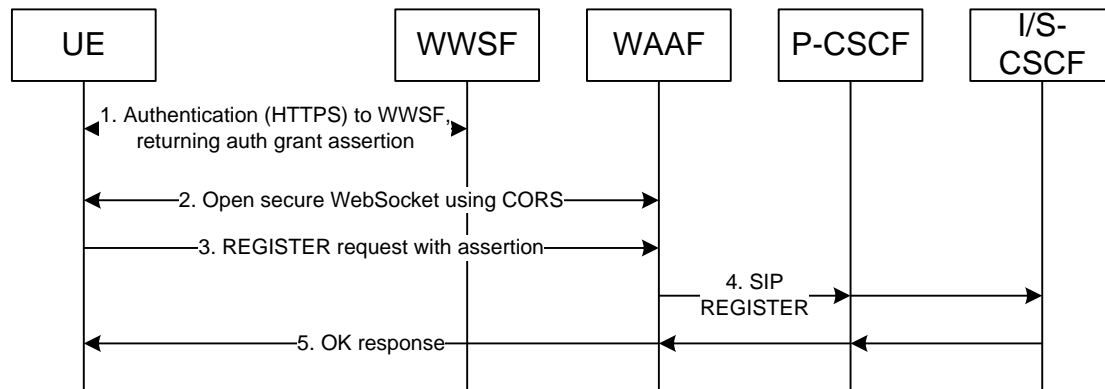 UE
WWSF
WAAF
P-CSCF
I/S-
CSCF
1. Authentication (HTTPS) to WWSF,
returning auth grant assertion
2. Open secure WebSocket using CORS
3. REGISTER request with assertion
4. SIP
REGISTER
5. OK response